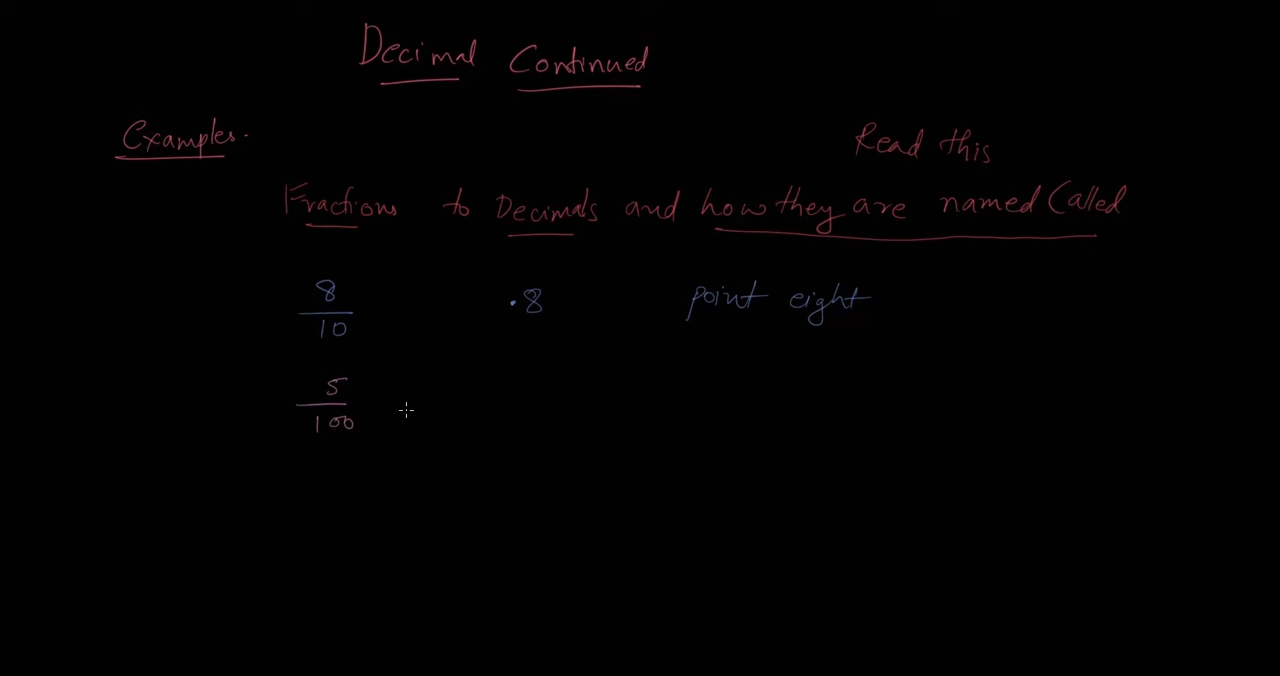 Decimal Continued
Examples.
Read this
Fractions to Decimals and how they are named Called
8/10 .8 point eight
5/100